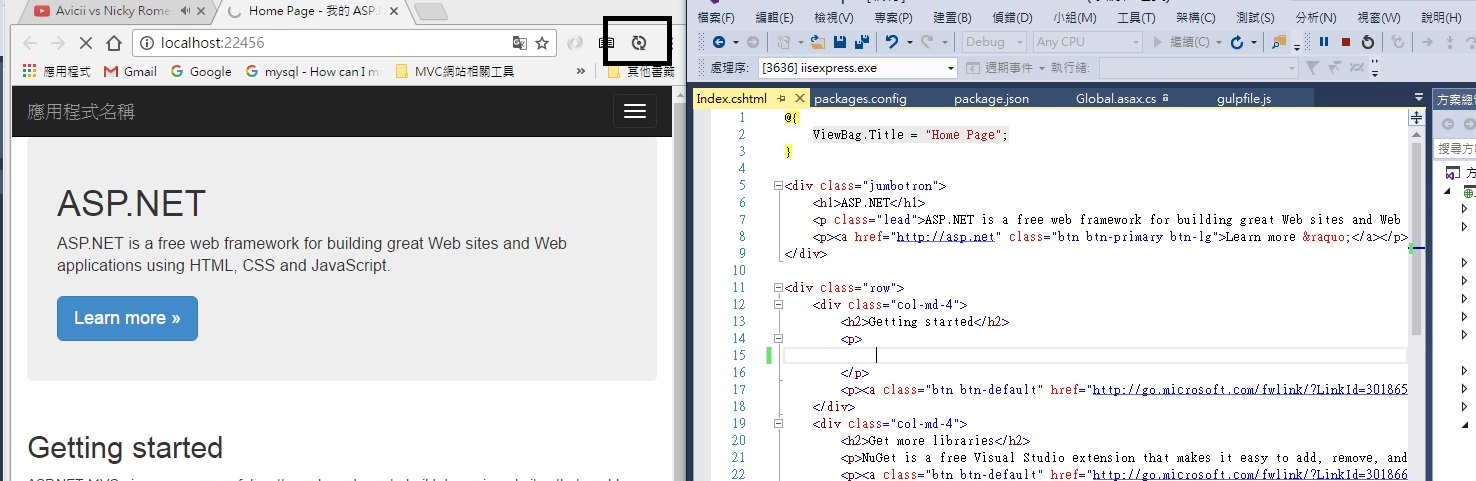 Avicii vs Nicky Rome
Home Page - 我的 ASP.
localhost:22456
應用程式
Gmail
Google
mysql - How can I m
MVC網站相關工具
»
其他書籤
應用程式名稱
ASP.NET
ASP.NET is a free web framework for building great Web sites and Web
applications using HTML, CSS and JavaScript.
Learn more »
Getting started
檔案(F) 編輯(E) 檢視(V) 專案(P) 建置(B) 偵錯(D) 小組(M) 工具(T) 架構(C) 測試(S) 分析(N) 視窗(W) 說明(H)
Debug Any CPU 繼續(C)
處理序: [3636] iisexpress.exe 週期事件 執行緒:
Index.cshtml packages.config package.json Global.asax.cs gulpfile.js
方案總管
搜尋方案
方
1 @{
2 ViewBag.Title = "Home Page";
3 }
4
5 <div class="jumbotron">
6 <h1>ASP.NET</h1>
7 <p class="lead">ASP.NET is a free web framework for building great Web sites and Web
8 <p><a href="http://asp.net" class="btn btn-primary btn-lg">Learn more &raquo;</a></p>
9 </div>
10
11 <div class="row">
12 <div class="col-md-4">
13 <h2>Getting started</h2>
14 <p>
15
16 </p>
17 <p><a class="btn btn-default" href="http://go.microsoft.com/fwlink/?LinkId=301865
18 </div>
19 <div class="col-md-4">
20 <h2>Get more libraries</h2>
21 <p>NuGet is a free Visual Studio extension that makes it easy to add, remove, and
22 <p><a class="btn btn-default" href="http://go.microsoft.com/fwlink/?LinkId=301866